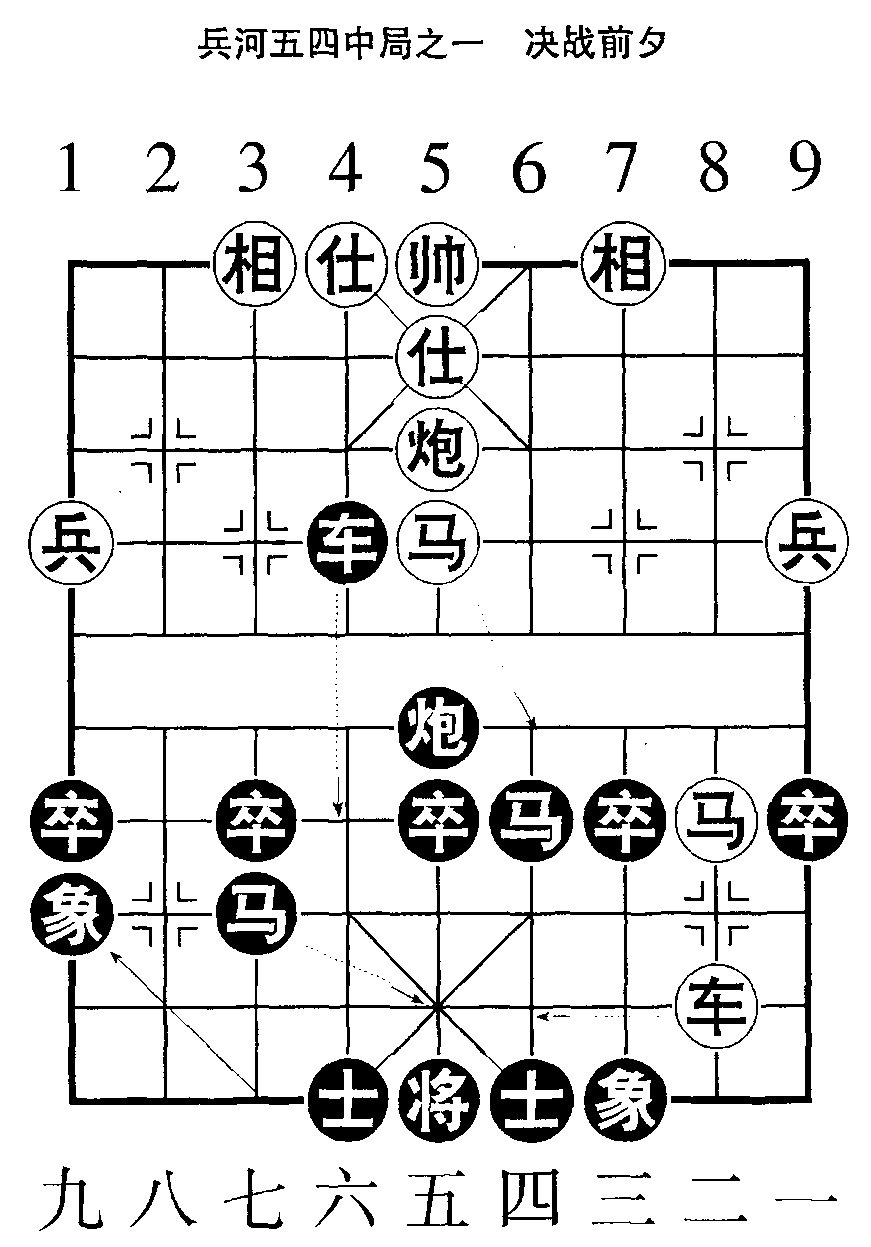 兵河五四中局之一 决战前夕
1 2 3 4 5 6 7 8 9
相 仕 帅 相
仕
炮
兵 车 马 兵
炮
卒 卒 卒 马 卒 马 卒
象 马
车
士 将 士 象
九 八 七 六 五 四 三 二 一